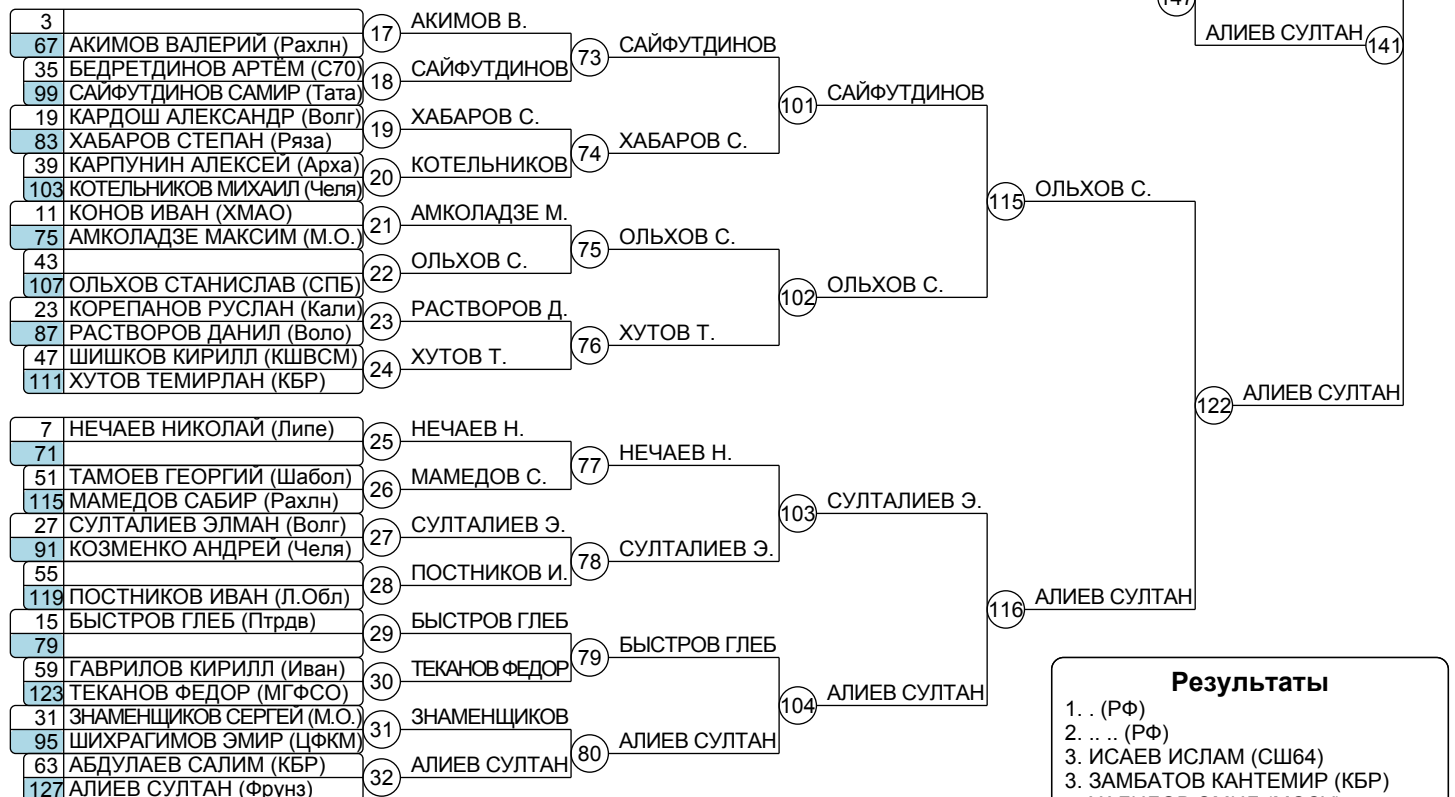 147
АЛИЕВ СУЛТАН
141
3
67 АКИМОВ ВАЛЕРИЙ (Рахлн)
17
АКИМОВ В.
35 БЕДРЕТДИНОВ АРТЁМ (С70)
99 САЙФУТДИНОВ САМИР (Тата)
18
САЙФУТДИНОВ
73
САЙФУТДИНОВ
19 КАРДОШ АЛЕКСАНДР (Волг)
83 ХАБАРОВ СТЕПАН (Ряза)
19
ХАБАРОВ С.
39 КАРПУНИН АЛЕКСЕЙ (Арха)
103 КОТЕЛЬНИКОВ МИХАИЛ (Челя)
20
КОТЕЛЬНИКОВ
74
ХАБАРОВ С.
101
САЙФУТДИНОВ
11 КОНОВ ИВАН (ХМАО)
75 АМКОЛАДЗЕ МАКСИМ (М.О.)
21
АМКОЛАДЗЕ М.
43
107 ОЛЬХОВ СТАНИСЛАВ (СПБ)
22
ОЛЬХОВ С.
75
ОЛЬХОВ С.
23 КОРЕПАНОВ РУСЛАН (Кали)
87 РАСТВОРОВ ДАНИЛ (Воло)
23
РАСТВОРОВ Д.
47 ШИШКОВ КИРИЛЛ (КШВСМ)
111 ХУТОВ ТЕМИРЛАН (КБР)
24
ХУТОВ Т.
76
ХУТОВ Т.
102
ОЛЬХОВ С.
115
ОЛЬХОВ С.
7 НЕЧАЕВ НИКОЛАЙ (Липе)
71
25
НЕЧАЕВ Н.
51 ТАМОЕВ ГЕОРГИЙ (Шабол)
115 МАМЕДОВ САБИР (Рахлн)
26
МАМЕДОВ С.
77
НЕЧАЕВ Н.
27 СУЛТАЛИЕВ ЭЛМАН (Волг)
91 КОЗМЕНКО АНДРЕЙ (Челя)
27
СУЛТАЛИЕВ Э.
55
119 ПОСТНИКОВ ИВАН (Л.Обл)
28
ПОСТНИКОВ И.
78
СУЛТАЛИЕВ Э.
103
СУЛТАЛИЕВ Э.
15 БЫСТРОВ ГЛЕБ (Птрдв)
79
29
БЫСТРОВ ГЛЕБ
59 ГАВРИЛОВ КИРИЛЛ (Иван)
123 ТЕКАНОВ ФЕДОР (МГФСО)
30
ТЕКАНОВ ФЕДОР
79
БЫСТРОВ ГЛЕБ
31 ЗНАМЕНЩИКОВ СЕРГЕЙ (М.О.)
95 ШИХРАГИМОВ ЭМИР (ЦФКМ)
31
ЗНАМЕНЩИКОВ
63 АБДУЛАЕВ САЛИМ (КБР)
127 АЛИЕВ СУЛТАН (Фрунз)
32
АЛИЕВ СУЛТАН
80
АЛИЕВ СУЛТАН
104
АЛИЕВ СУЛТАН
116
АЛИЕВ СУЛТАН
122
АЛИЕВ СУЛТАН
Результаты
1. . (РФ)
2. .. .. (РФ)
3. ИСАЕВ ИСЛАМ (СШ64)
3. ЗАМБАТОВ КАНТЕМИР (КБР)